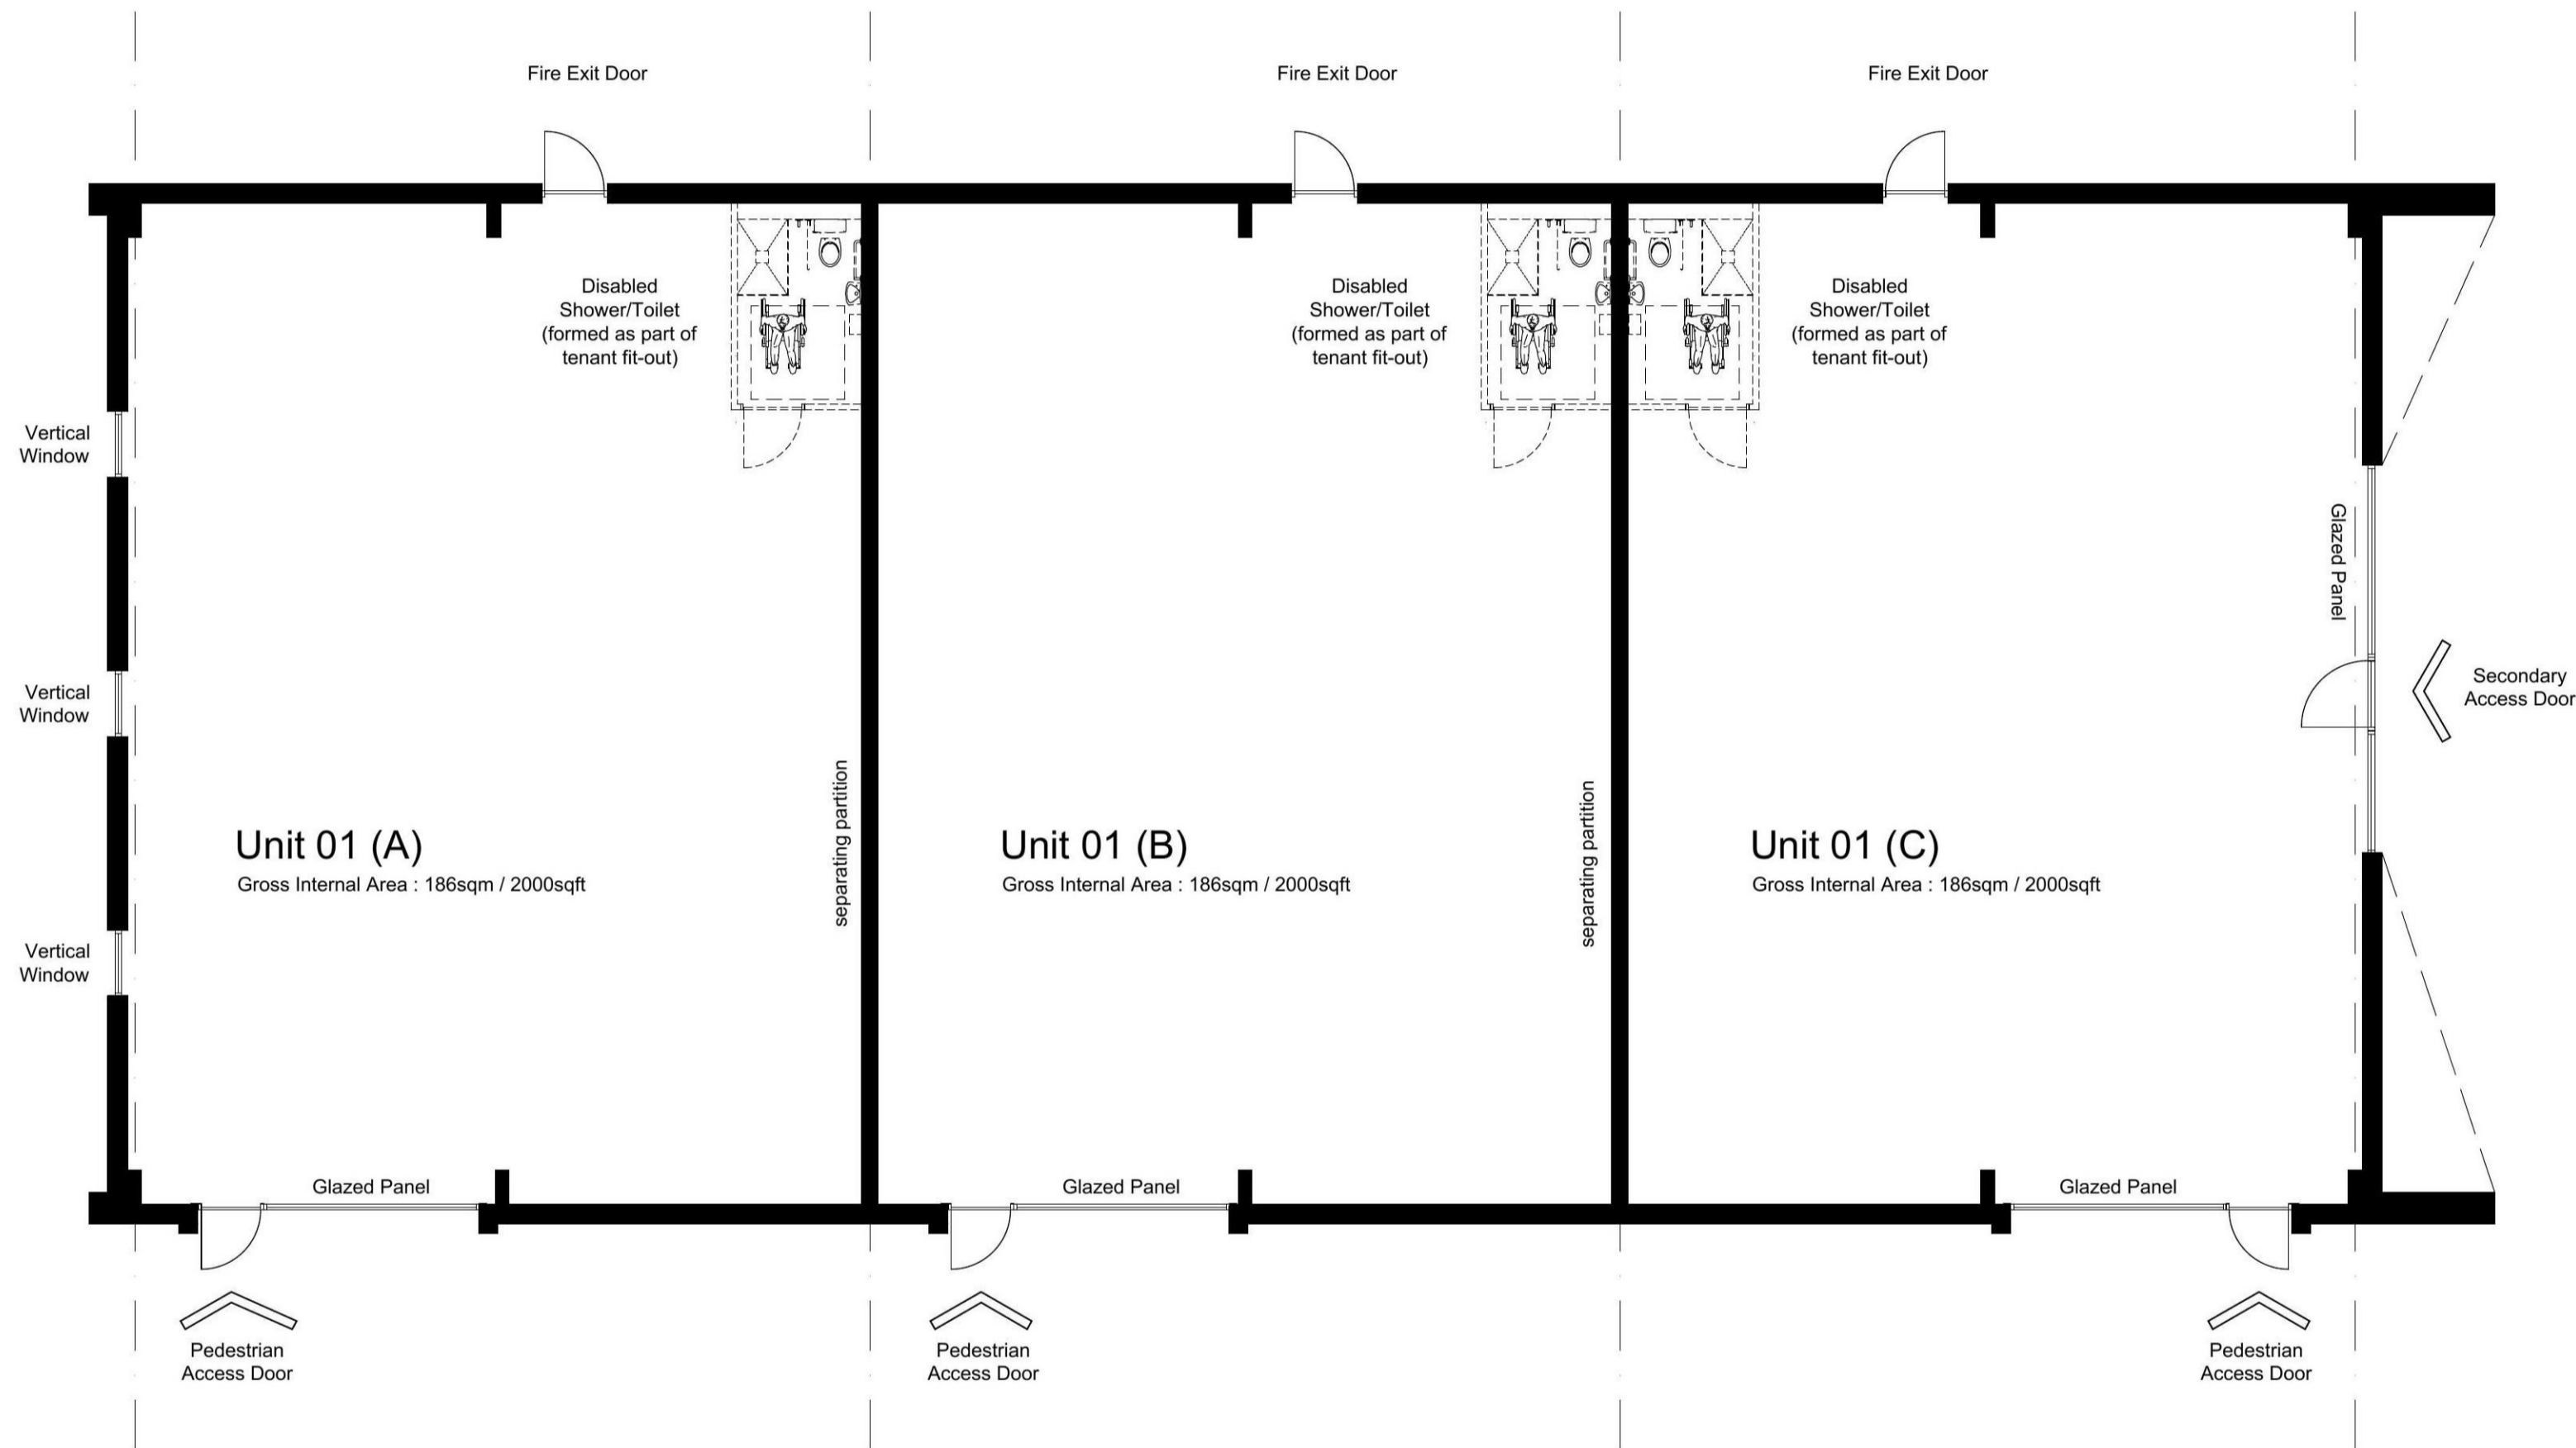 Fire Exit Door
Fire Exit Door
Fire Exit Door
Disabled
Shower/Toilet
(formed as part of
tenant fit-out)
Disabled
Shower/Toilet
(formed as part of
tenant fit-out)
Disabled
Shower/Toilet
(formed as part of
tenant fit-out)
Vertical
Window
Glazed Panel
Vertical
Window
Secondary
Access Door
separating partition
separating partition
Unit 01 (A)
Gross Internal Area : 186sqm / 2000sqft
Unit 01 (B)
Gross Internal Area : 186sqm / 2000sqft
Unit 01 (C)
Gross Internal Area : 186sqm / 2000sqft
Vertical
Window
Glazed Panel
Glazed Panel
Glazed Panel
Pedestrian
Access Door
Pedestrian
Access Door
Pedestrian
Access Door